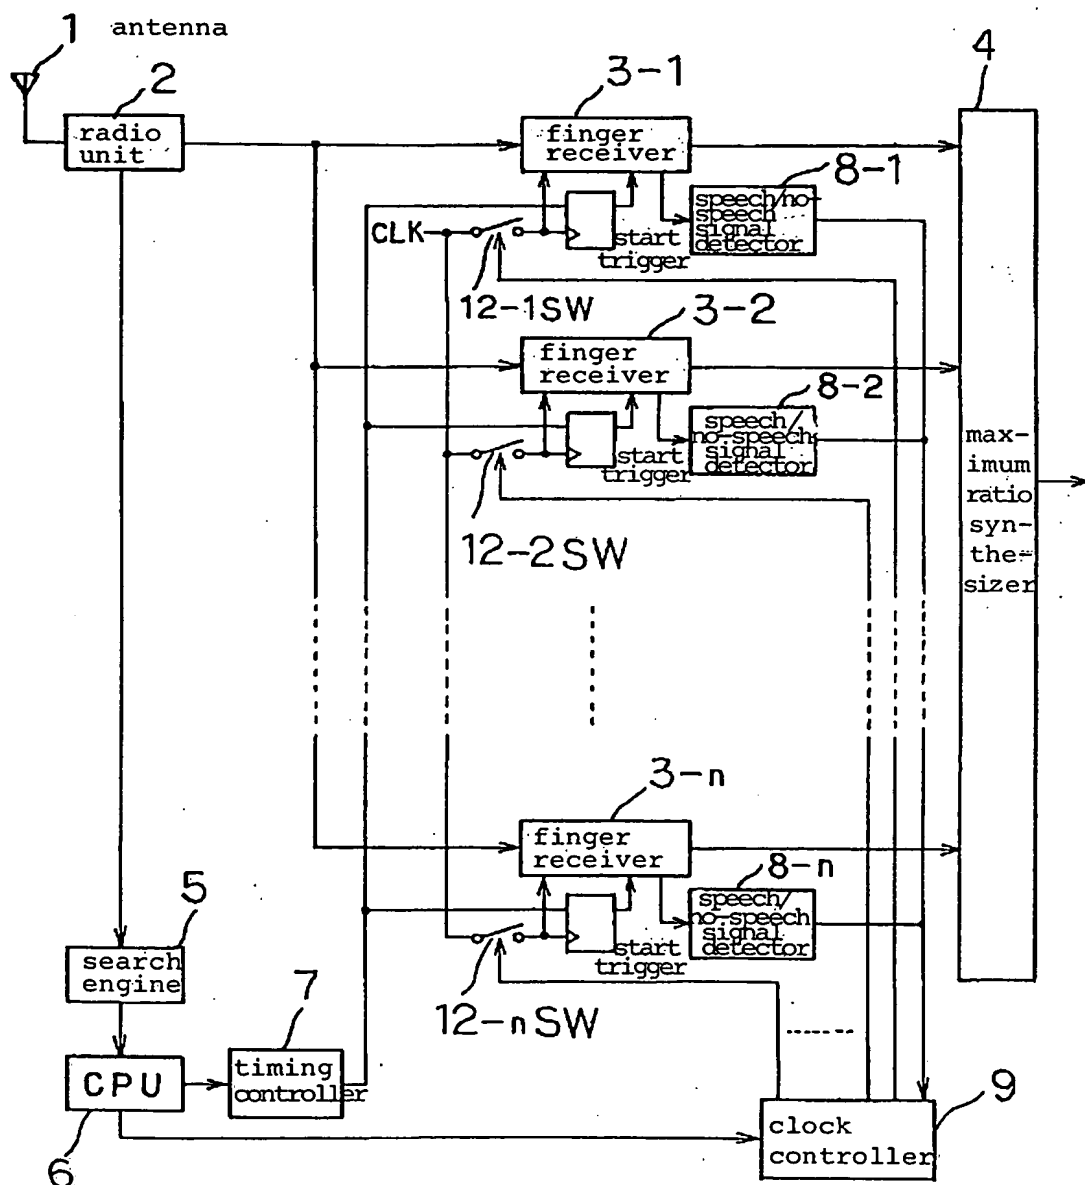 1 antenna
2
radio
unit
3-1
finger
receiver
4
8-1
speech/no-
speech
signal
detector
CLK
start
trigger
12-1SW
3-2
finger
receiver
8-2
speech/
no-speech
signal
detector
start
trigger
12-2SW
max-
imum
ratio
syn-
the-
sizer
3-n
finger
receiver
8-n
speech/
no-speech
signal
detector
start
trigger
12-nSW
5
search
engine
7
timing
controller
CPU
6
9
clock
controller